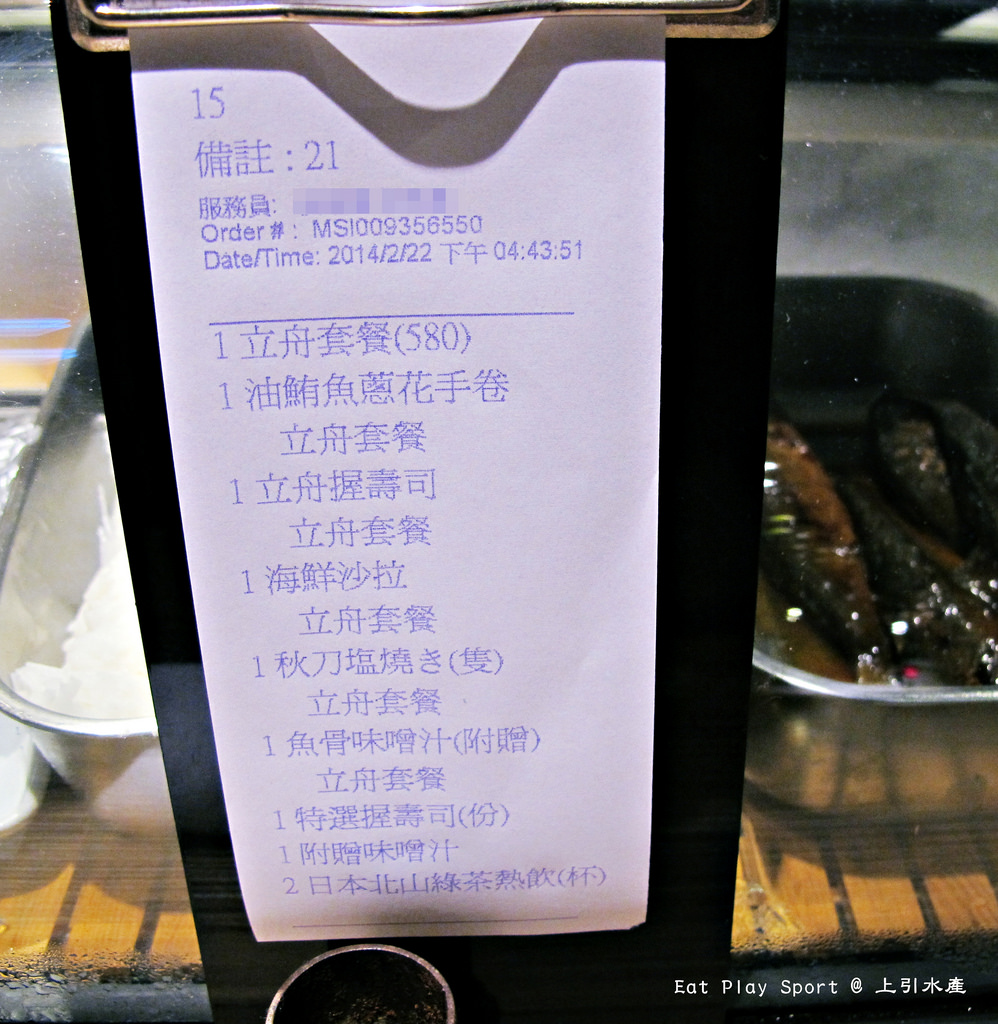 15
備註 : 21
服務員:
Order # : MSI009356550
Date/Time: 2014/2/22 下午 04:43:51
1 立舟套餐(580)
1 油鮪魚蔥花手卷
立舟套餐
1 立舟握壽司
立舟套餐
1 海鮮沙拉
立舟套餐
1 秋刀塩燒き(隻)
立舟套餐
1 魚骨味噌汁(附贈)
立舟套餐
1 特選握壽司(份)
1 附贈味噌汁
2 日本北山綠茶熱飲(杯)
Eat Play Sport @ 上引水產